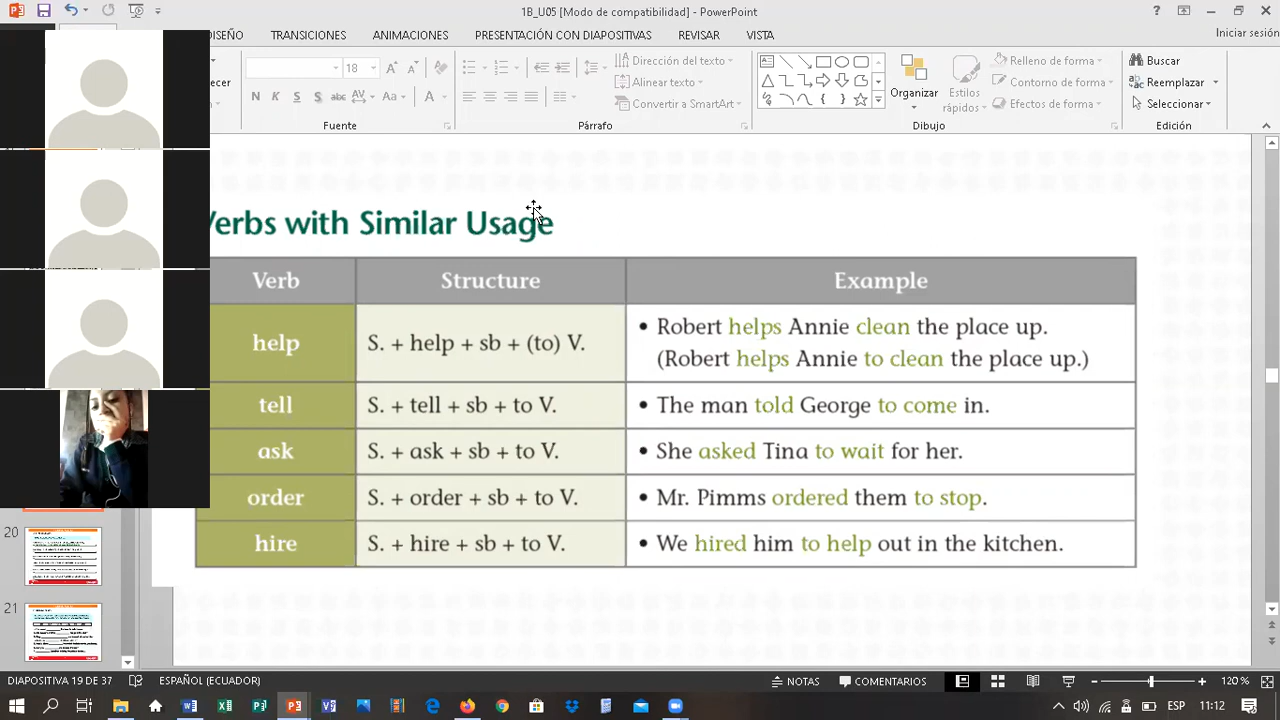 1B_U05 [Modo de compatibilidad] - P
Iniciar sesión
DISEÑO TRANSICIONES ANIMACIONES PRESENTACIÓN CON DIAPOSITIVAS REVISAR VISTA
18
Dirección del texto
Alinear texto
Convertir a SmartArt
Organizar
Estilos
rápidos
Relleno de forma
Contorno de forma
Efectos de forma
Buscar
Reemplazar
Seleccionar
Fuente Párrafo Dibujo Edición
Verbs with Similar Usage
Verb Structure Example
help S. + help + sb + (to) V. • Robert helps Annie clean the place up.
(Robert helps Annie to clean the place up.)
tell S. + tell + sb + to V. • The man told George to come in.
ask S. + ask + sb + to V. • She asked Tina to wait for her.
order S. + order + sb + to V. • Mr. Pimms ordered them to stop.
hire S. + hire + sb + to V. • We hired him to help out in the kitchen.
20
21
DIAPOSITIVA 19 DE 37 ESPAÑOL (ECUADOR) NOTAS COMENTARIOS 120 %
ESP 11:12